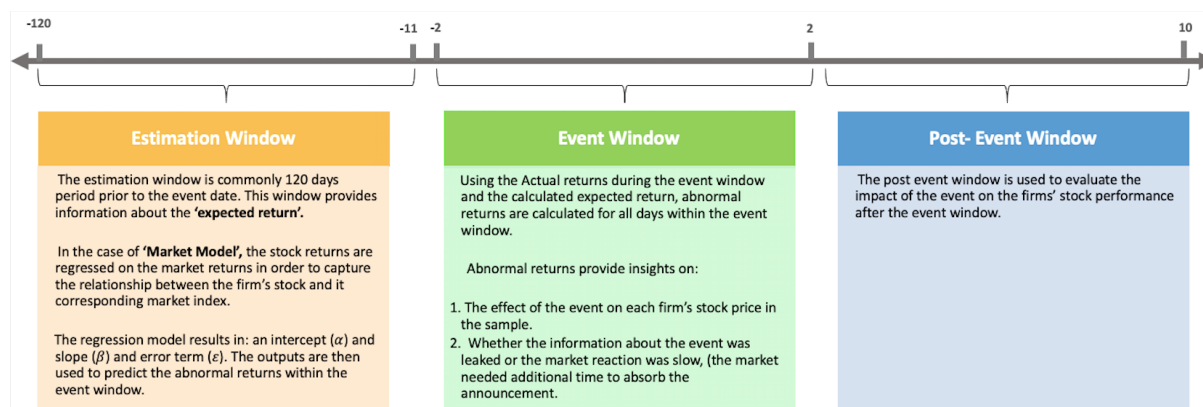 -120
-11
-2
2
10
Estimation Window
The estimation window is commonly 120 days
period prior to the event date. This window provides
information about the ‘expected return’.
In the case of ‘Market Model’, the stock returns are
regressed on the market returns in order to capture
the relationship between the firm’s stock and it
corresponding market index.
The regression model results in: an intercept (α) and
slope (β) and error term (ε). The outputs are then
used to predict the abnormal returns within the
event window.
Event Window
Using the Actual returns during the event window
and the calculated expected return, abnormal
returns are calculated for all days within the event
window.
Abnormal returns provide insights on:
1. The effect of the event on each firm’s stock price in
the sample.
2. Whether the information about the event was
leaked or the market reaction was slow, (the market
needed additional time to absorb the
announcement.
Post- Event Window
The post event window is used to evaluate the
impact of the event on the firms’ stock performance
after the event window.